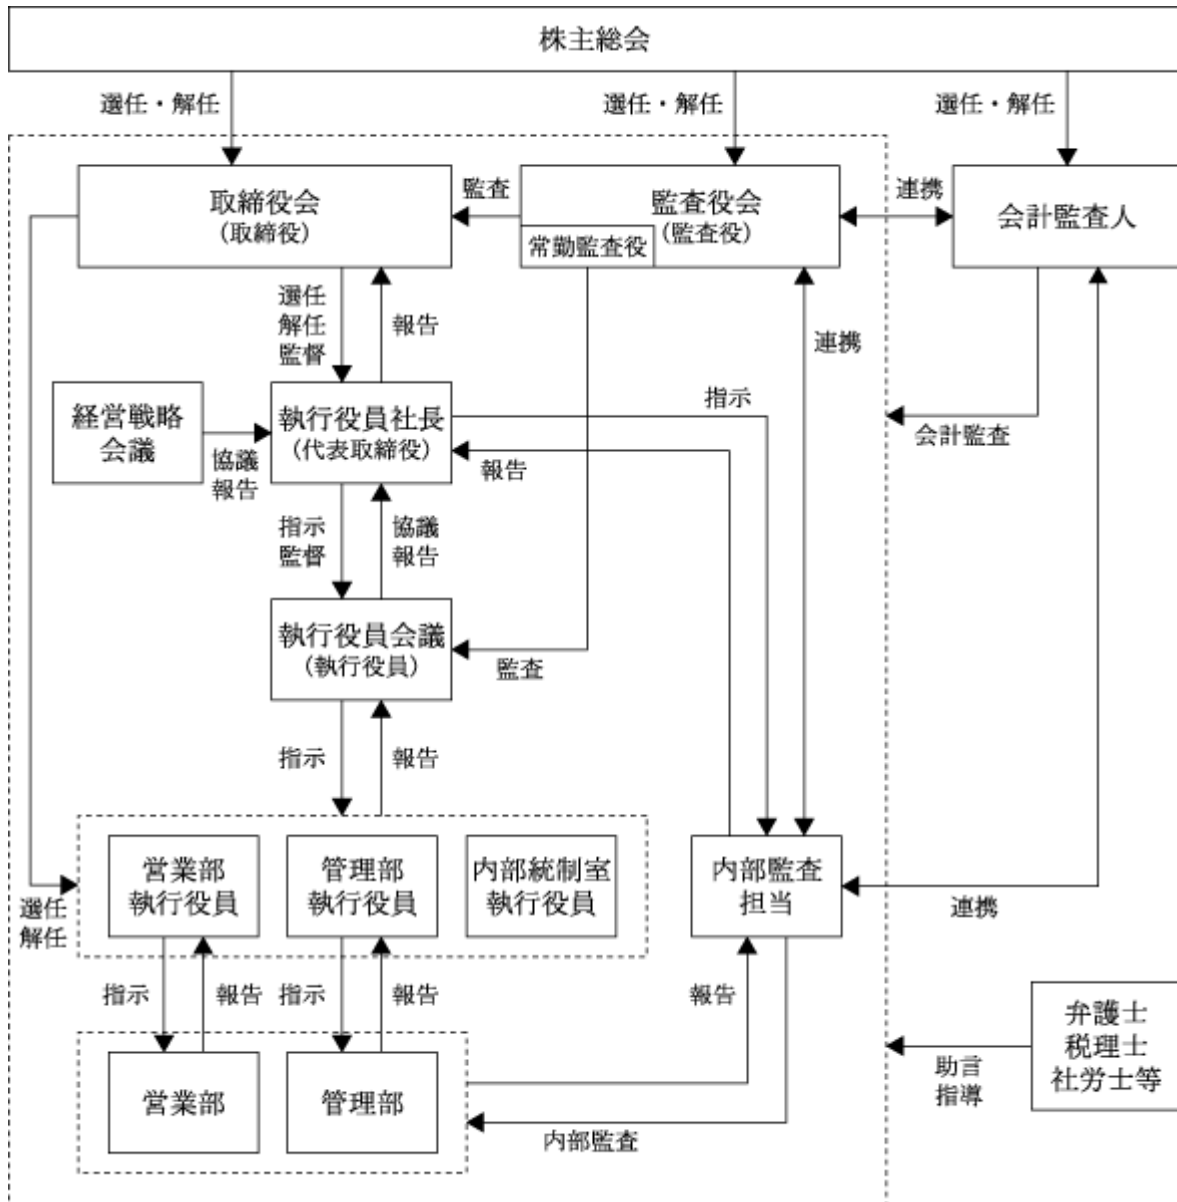 株主総会
選任・解任
選任・解任
選任・解任
取締役会
(取締役)
監査
監査役会
(監査役)
常勤監査役
連携
会計監査人
選任
解任
監督
報告
連携
経営戦略
会議
協議
報告
執行役員社長
(代表取締役)
指示
報告
会計監査
指示
監督
協議
報告
執行役員会議
(執行役員)
監査
指示
報告
営業部
執行役員
管理部
執行役員
内部統制室
執行役員
内部監査
担当
選任
解任
連携
指示
報告
指示
報告
報告
営業部
管理部
内部監査
弁護士
税理士
社労士等
助言
指導